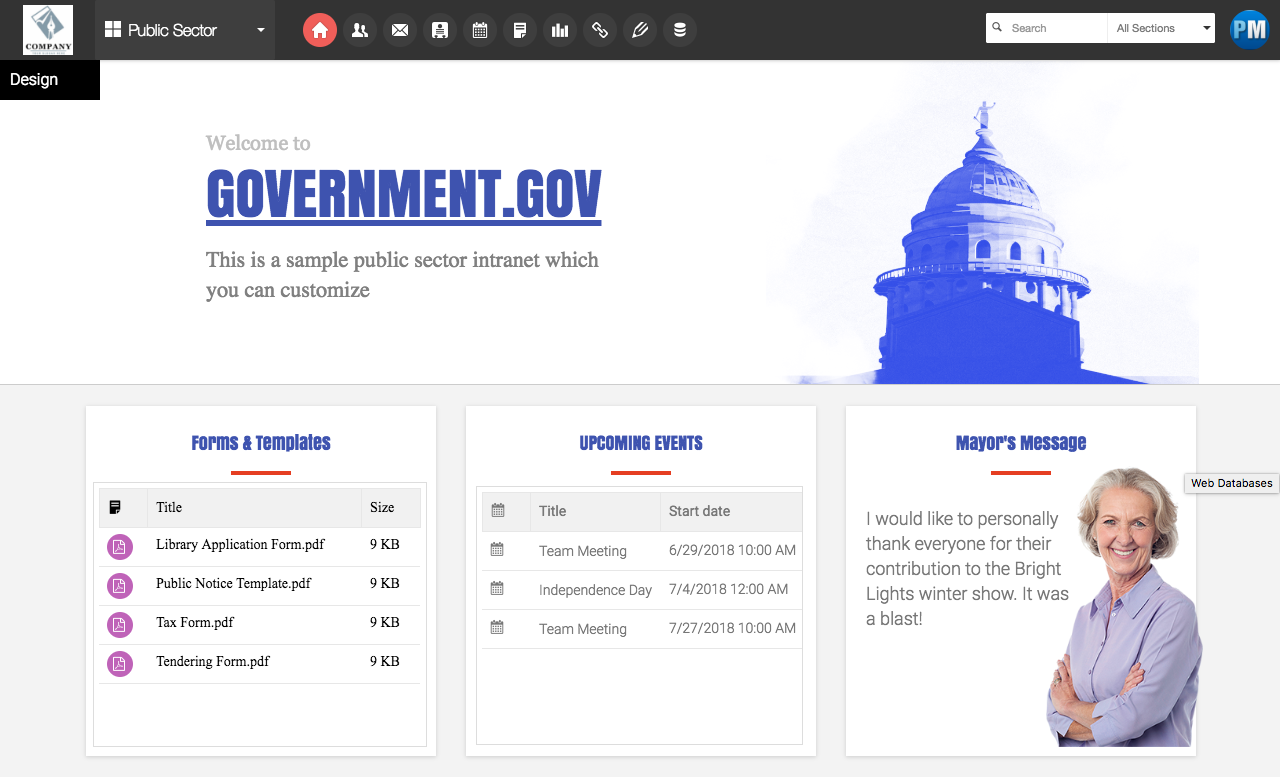 COMPANY
Public Sector
Search
All Sections
PM
Design
Welcome to
GOVERNMENT.GOV
This is a sample public sector intranet which
you can customize
Forms & Templates
Title Size
Library Application Form.pdf 9 KB
Public Notice Template.pdf 9 KB
Tax Form.pdf 9 KB
Tendering Form.pdf 9 KB
UPCOMING EVENTS
Title Start date
Team Meeting 6/29/2018 10:00 AM
Independence Day 7/4/2018 12:00 AM
Team Meeting 7/27/2018 10:00 AM
Mayor's Message
Web Databases
I would like to personally
thank everyone for their
contribution to the Bright
Lights winter show. It was
a blast!